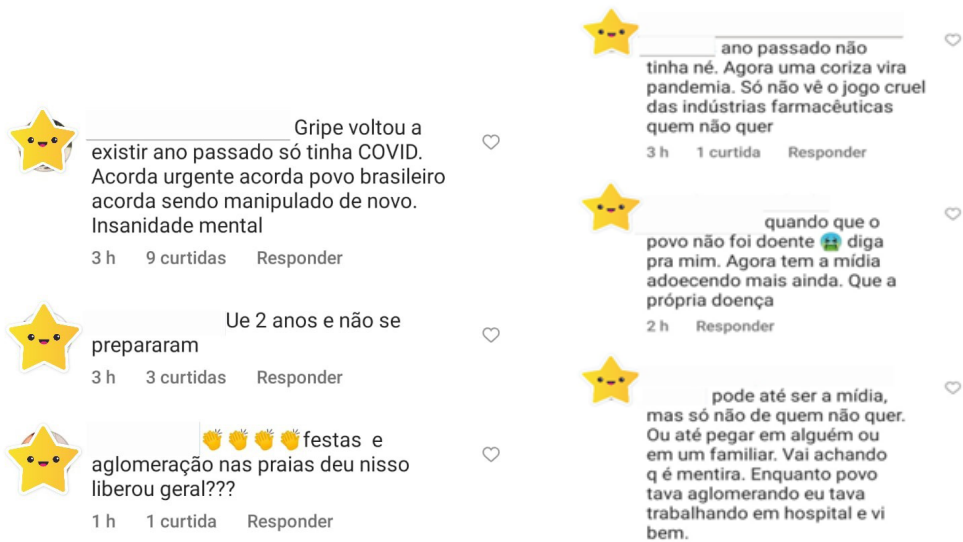 Gripe voltou a
existir ano passado só tinha COVID.
Acorda urgente acorda povo brasileiro
acorda sendo manipulado de novo.
Insanidade mental
3 h 9 curtidas Responder
Ue 2 anos e não se
prepararam
3 h 3 curtidas Responder
👏👏👏👏festas e
aglomeração nas praias deu nisso
liberou geral???
1 h 1 curtida Responder
ano passado não
tinha né. Agora uma coriza vira
pandemia. Só não vê o jogo cruel
das indústrias farmacêuticas
quem não quer
3 h 1 curtida Responder
quando que o
povo não foi doente 🤮 diga
pra mim. Agora tem a mídia
adoecendo mais ainda. Que a
própria doença
2 h Responder
pode até ser a mídia,
mas só não de quem não quer.
Ou até pegar em alguém ou
em um familiar. Vai achando
q é mentira. Enquanto povo
tava aglomerando eu tava
trabalhando em hospital e vi
bem.